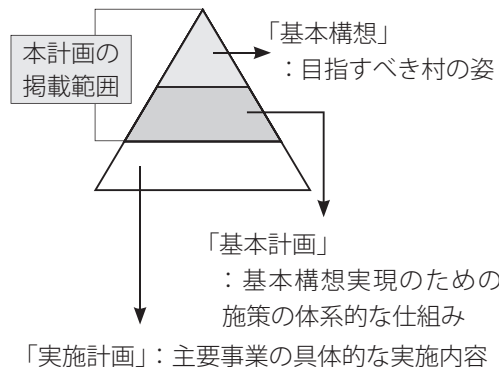 本計画の
掲載範囲
「基本構想」
：目指すべき村の姿
「基本計画」
：基本構想実現のための
施策の体系的な仕組み
「実施計画」：主要事業の具体的な実施内容